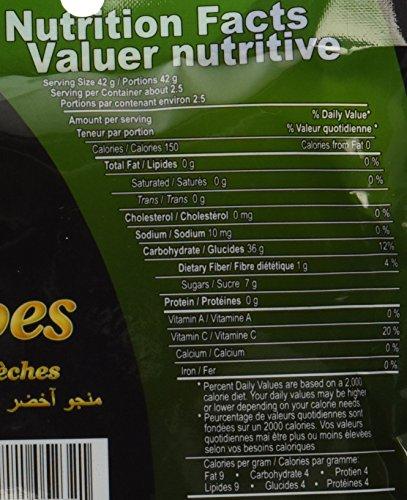 Nutrition Facts
Valuer nutritive
Serving Size 42 g / Portions 42 g
Serving per Container about 2.5
Portions par contenant environ 2.5
Amount per serving % Daily Value*
Teneur par portion % Valeur quotidienne*
Calories / Calories 150 Calories from Fat 0
Total Fat / Lipides 0 g 0 %
Saturated / Saturés 0 g 0 %
Trans / Trans 0 g
Cholesterol / Cholestérol 0 mg 0 %
Sodium / Sodium 10 mg 0 %
Carbohydrate / Glucides 36 g 12%
Dietary Fiber/ Fibre diététique 1 g 4 %
Sugars / Sucre 7 g
Protein / Protéines 0 g
Vitamin A / Vitamine A 0 %
Vitamin C / Vitamine C 20 %
Calcium / Calcium 0 %
Iron / Fer 0 %
* Percent Daily Values are based on a 2,000
calorie diet. Your daily values may be higher
or lower depending on your calorie needs.
* Peucentage de valeurs quotidiennes sont
fondées sur un 2000 calories. Vos valeurs
quotidiennes mai être plus ou moins élevées
selon vos besoins caloriques
Calories per gram / Calories par gramme:
Fat 9 • Carbohydrate 4 • Protien 4
Lipides 9 • Glucides 4 • Protéines 4
oes
èches
منجو آخضر